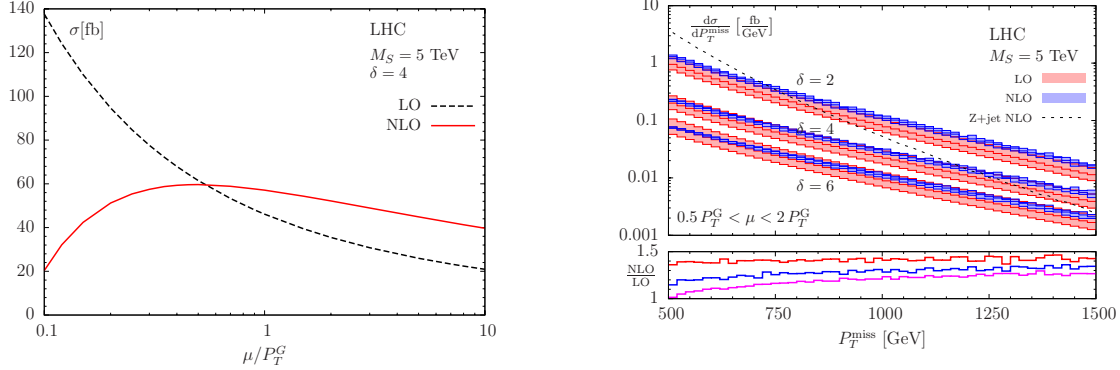 σ[fb]
LHC
M_S = 5 TeV
δ = 4
LO
NLO
140
120
100
80
60
40
20
0
0.1 1 10
μ/P_T^G
dσ/dP_T^miss [fb/GeV]
LHC
M_S = 5 TeV
LO
NLO
Z+jet NLO
δ = 2
δ = 4
δ = 6
0.5 P_T^G < μ < 2 P_T^G
10
1
0.1
0.01
0.001
1.5
NLO/LO
1
500 750 1000 1250 1500
P_T^miss [GeV]